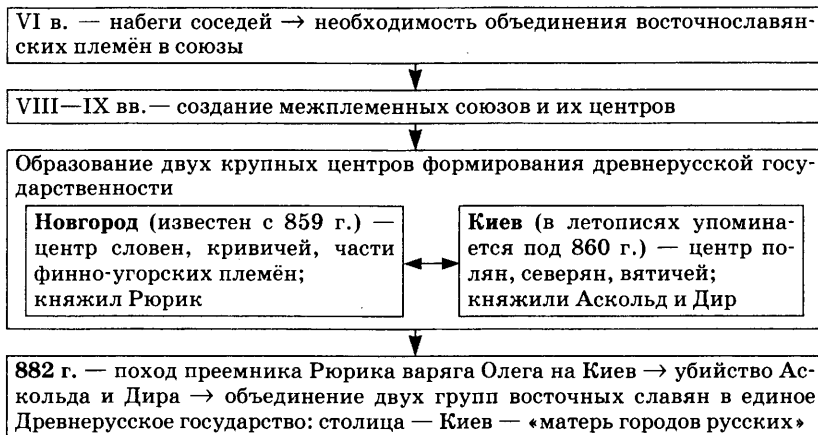 VI в. — набеги соседей → необходимость объединения восточнославян-
ских племён в союзы
VIII—IX вв.— создание межплеменных союзов и их центров
Образование двух крупных центров формирования древнерусской госу-
дарственности
Новгород (известен с 859 г.) —
центр словен, кривичей, части
финно-угорских племён;
княжил Рюрик
Киев (в летописях упомина-
ется под 860 г.) — центр по-
лян, северян, вятичей;
княжили Аскольд и Дир
882 г. — поход преемника Рюрика варяга Олега на Киев → убийство Ас-
кольда и Дира → объединение двух групп восточных славян в единое
Древнерусское государство: столица — Киев — «матерь городов русских»